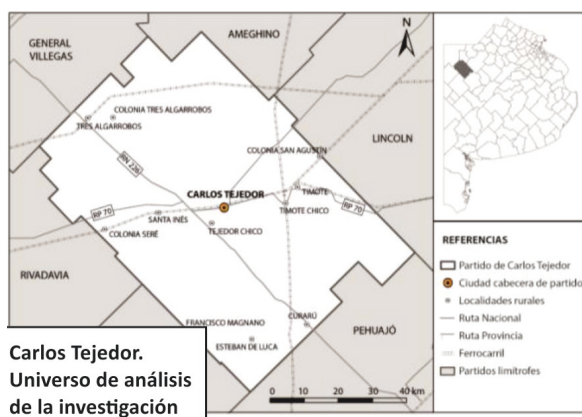 GENERAL
VILLEGAS
AMEGHINO
N
COLONIA TRES ALGARROBOS
TRES ALGARROBOS
LINCOLN
COLONIA SAN AGUSTÍN
RN 226
CARLOS TEJEDOR
TIMOTE
RP 70
SANTA INÉS
TIMOTE CHICO
RP 70
TEJEDOR CHICO
COLONIA SERÉ
RIVADAVIA
FRANCISCO MAGNANO
CURARÚ
PEHUAJÓ
ESTEBAN DE LUCA
0 10 20 30 40 km
Carlos Tejedor.
Universo de análisis
de la investigación
REFERENCIAS
Partido de Carlos Tejedor
Ciudad cabecera de partido
Localidades rurales
Ruta Nacional
Ruta Provincia
Ferrocarril
Partidos limítrofes